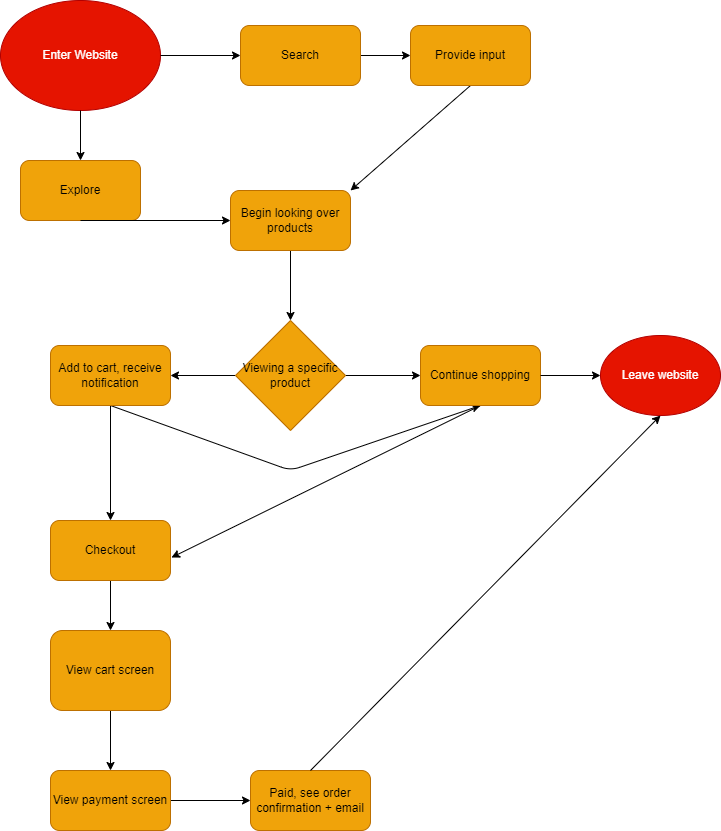 Enter Website
Search
Provide input
Explore
Begin looking over
products
Add to cart, receive
notification
Viewing a specific
product
Continue shopping
Leave website
Checkout
View cart screen
View payment screen
Paid, see order
confirmation + email